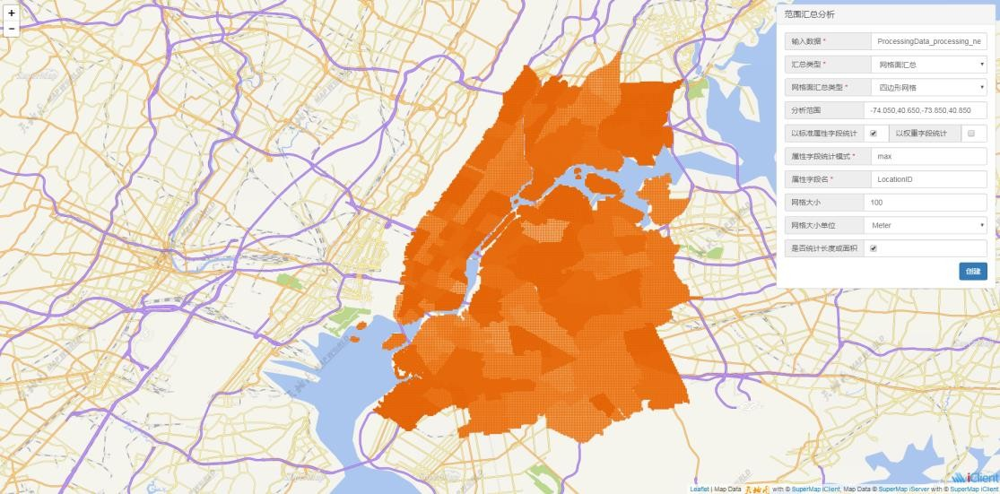 +
−
范围汇总分析
输入数据 * ProcessingData_processing_ne
汇总类型 * 网格面汇总
网格面汇总类型 * 四边形网格
分析范围 -74.050,40.650,-73.850,40.850
以标准属性字段统计 以权重字段统计
属性字段统计模式 * max
属性字段名 * LocationID
网格大小 100
网格大小单位 Meter
是否统计长度或面积
创建
iClient
Leaflet | Map Data 天地图 with © SuperMap iClient, Map Data © SuperMap iServer with © SuperMap iClient